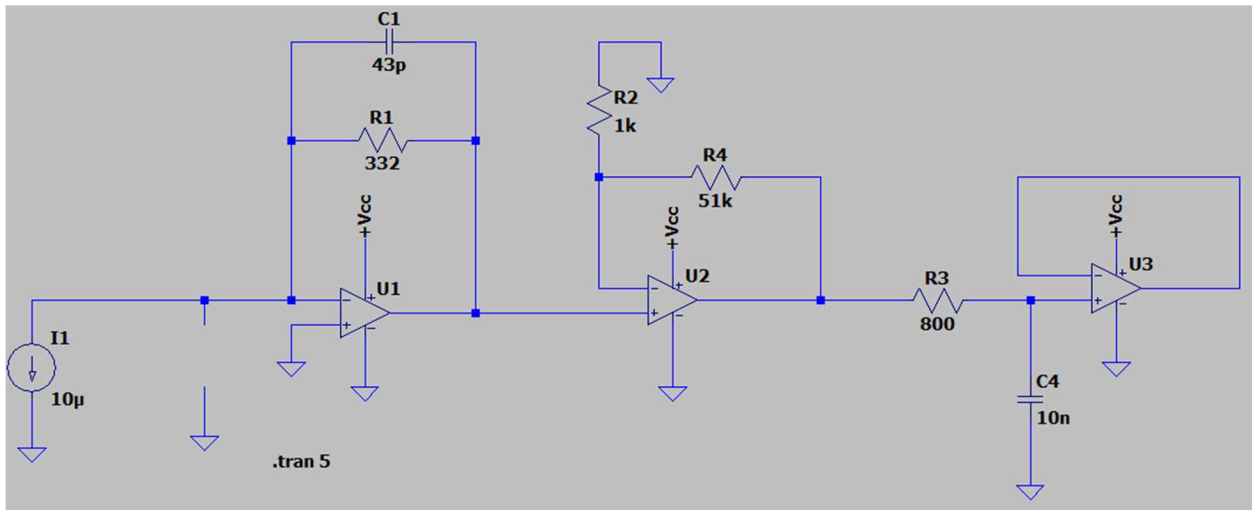 C1
43p
R1
332
+Vcc
U1
I1
10µ
.tran 5
R2
1k
R4
51k
+Vcc
U2
R3
800
C4
10n
+Vcc
U3